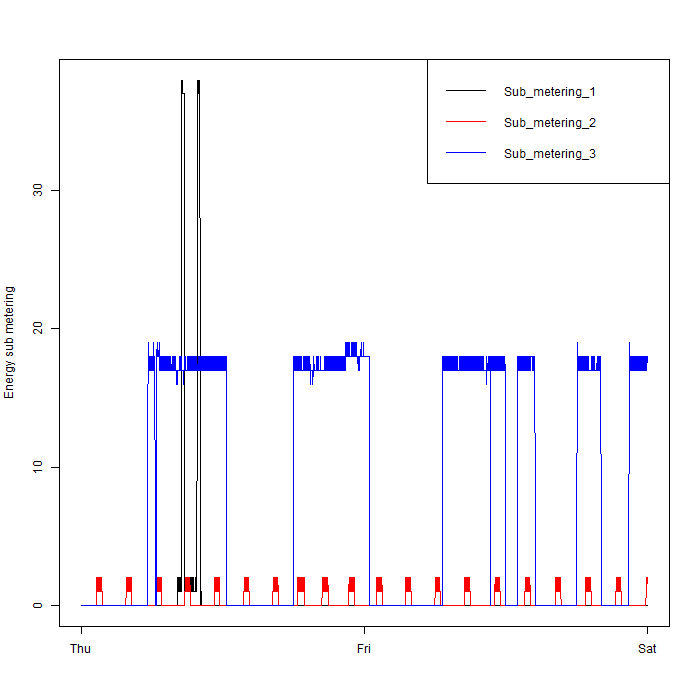 Sub_metering_1
Sub_metering_2
Sub_metering_3
Energy sub metering
30
20
10
0
Thu Fri Sat